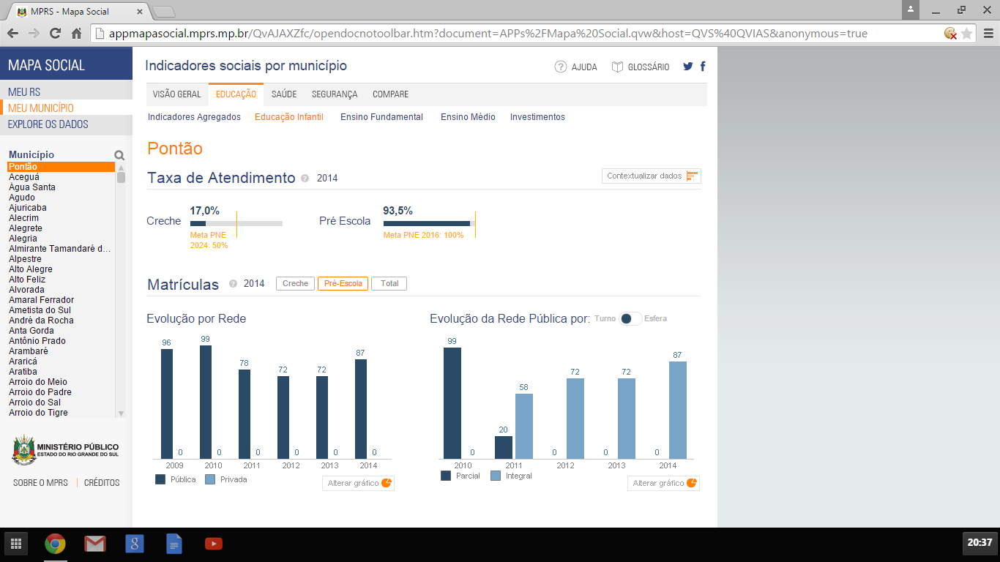 MPRS - Mapa Social
appmapasocial.mprs.mp.br/QvAJAXZfc/opendocnotoolbar.htm?document=APPs%2FMapa%20Social.qvw&host=QVS%40QVIAS&anonymous=true
MAPA SOCIAL
MEU RS
MEU MUNICÍPIO
EXPLORE OS DADOS
Município
Pontão
Aceguá
Água Santa
Agudo
Ajuricaba
Alecrim
Alegrete
Alegria
Almirante Tamandaré d...
Alpestre
Alto Alegre
Alto Feliz
Alvorada
Amaral Ferrador
Ametista do Sul
André da Rocha
Anta Gorda
Antônio Prado
Arambaré
Araricá
Aratiba
Arroio do Meio
Arroio do Padre
Arroio do Sal
Arroio do Tigre
MINISTÉRIO PÚBLICO
ESTADO DO RIO GRANDE DO SUL
SOBRE O MPRS CRÉDITOS
Indicadores sociais por município
? AJUDA GLOSSÁRIO
VISÃO GERAL EDUCAÇÃO SAÚDE SEGURANÇA COMPARE
Indicadores Agregados Educação Infantil Ensino Fundamental Ensino Médio Investimentos
Pontão
Taxa de Atendimento ? 2014 Contextualizar dados
Creche 17,0%
Meta PNE
2024: 50%
Pré Escola 93,5%
Meta PNE 2016: 100%
Matrículas ? 2014 Creche Pré-Escola Total
Evolução por Rede
96 99 78 72 72 87
0 0 0 0 0 0
2009 2010 2011 2012 2013 2014
Pública Privada
Alterar gráfico
Evolução da Rede Pública por: Turno Esfera
99 0 20 58 0 72 0 72 0 87
2010 2011 2012 2013 2014
Parcial Integral
Alterar gráfico
8
20:37